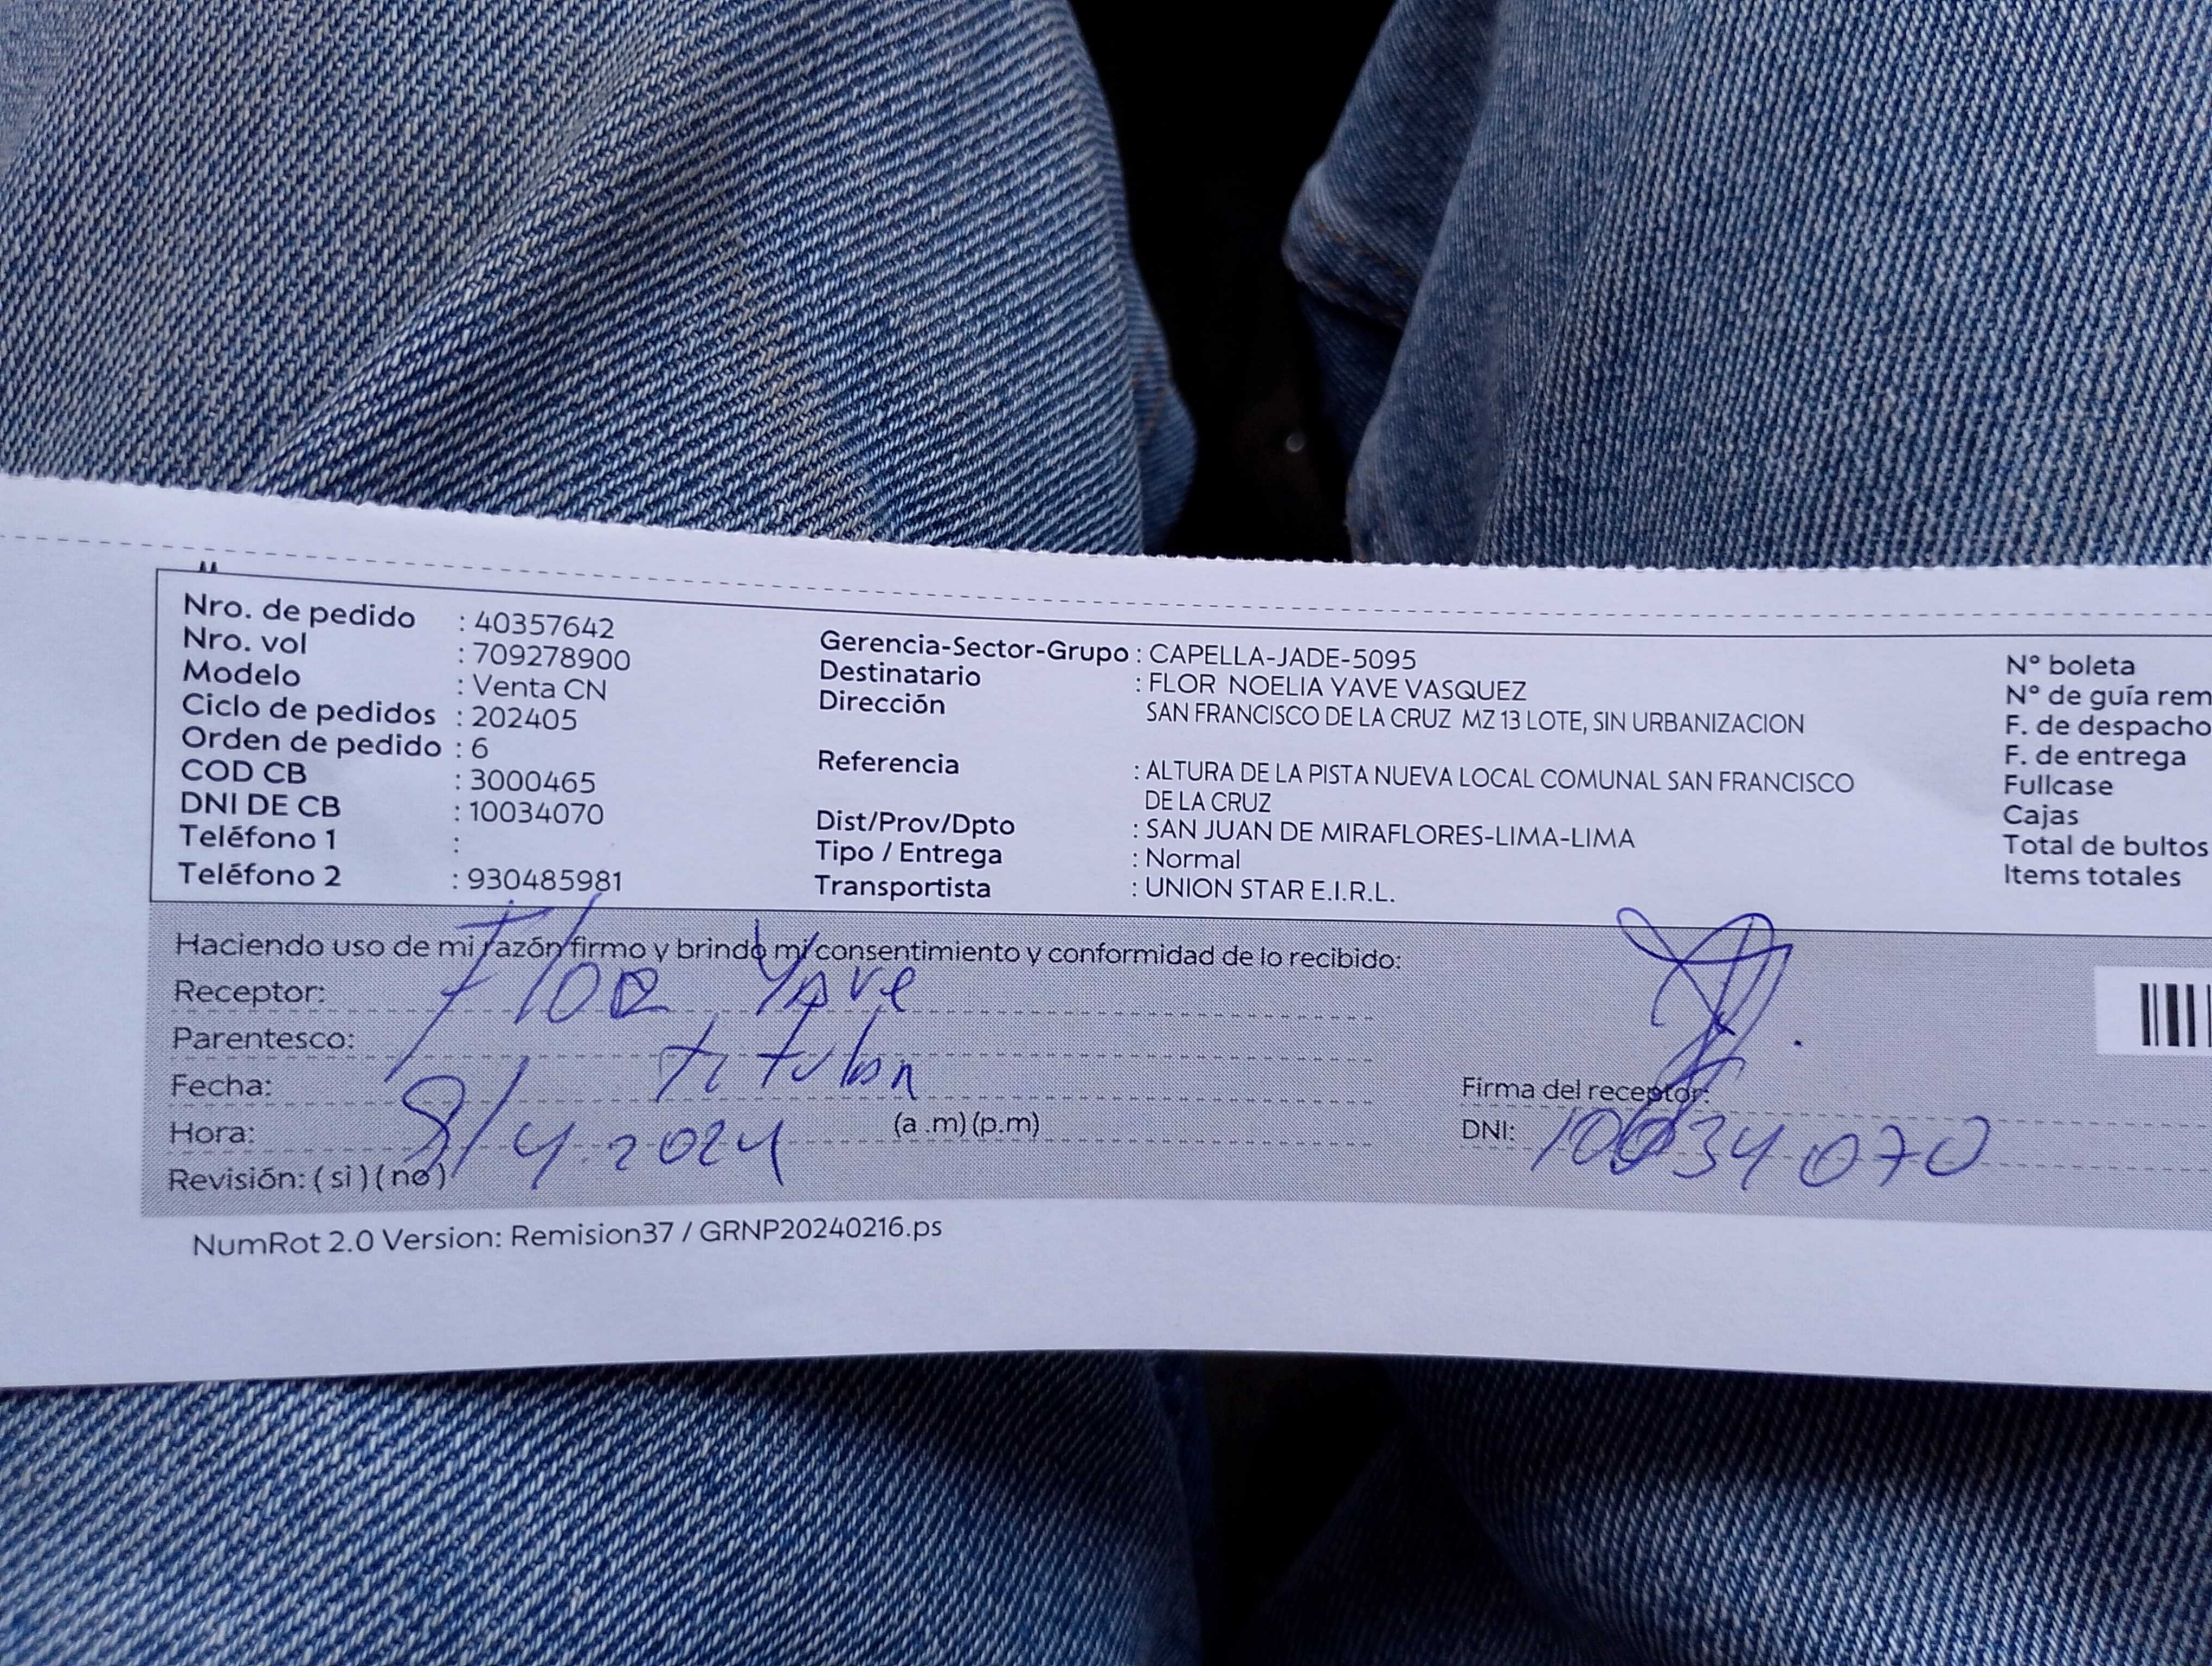 Nro. de pedido : 40357642
Nro. vol : 709278900
Modelo : Venta CN
Ciclo de pedidos : 202405
Orden de pedido : 6
COD CB : 3000465
DNI DE CB : 10034070
Teléfono 1 :
Teléfono 2 : 930485981
Gerencia-Sector-Grupo : CAPELLA-JADE-5095
Destinatario : FLOR NOELIA YAVE VASQUEZ
Dirección SAN FRANCISCO DE LA CRUZ MZ 13 LOTE, SIN URBANIZACION
Referencia : ALTURA DE LA PISTA NUEVA LOCAL COMUNAL SAN FRANCISCO
DE LA CRUZ
Dist/Prov/Dpto : SAN JUAN DE MIRAFLORES-LIMA-LIMA
Tipo / Entrega : Normal
Transportista : UNION STAR E.I.R.L.
N° boleta
N° de guía rem
F. de despacho
F. de entrega
Fullcase
Cajas
Total de bultos
Items totales
Haciendo uso de mi razón firmo y brindo mi consentimiento y conformidad de lo recibido:
Receptor: Flor Yave
Parentesco: titular
Fecha: 8/4.2024
Hora: (a .m) (p.m)
Revisión: ( si ) ( no )
Firma del receptor:
DNI: 10034070
NumRot 2.0 Version: Remision37 / GRNP20240216.ps